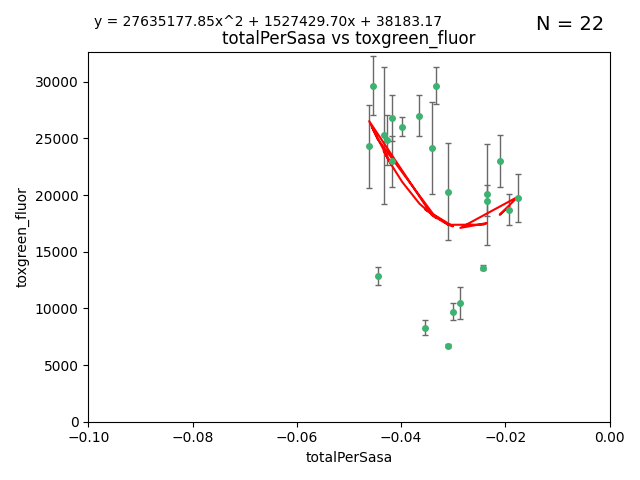 y = 27635177.85x^2 + 1527429.70x + 38183.17
N = 22
totalPerSasa vs toxgreen_fluor
30000
25000
20000
15000
10000
5000
0
toxgreen_fluor
−0.10 −0.08 −0.06 −0.04 −0.02 0.00
totalPerSasa